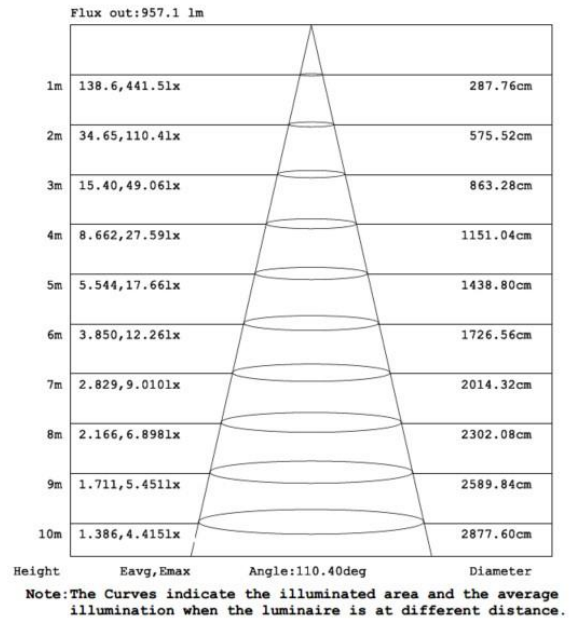 Flux out:957.1 lm
1m 138.6,441.5lx 287.76cm
2m 34.65,110.4lx 575.52cm
3m 15.40,49.06lx 863.28cm
4m 8.662,27.59lx 1151.04cm
5m 5.544,17.66lx 1438.80cm
6m 3.850,12.26lx 1726.56cm
7m 2.829,9.010lx 2014.32cm
8m 2.166,6.898lx 2302.08cm
9m 1.711,5.451lx 2589.84cm
10m 1.386,4.415lx 2877.60cm
Height Eavg,Emax Angle:110.40deg Diameter
Note:The Curves indicate the illuminated area and the average
illumination when the luminaire is at different distance.